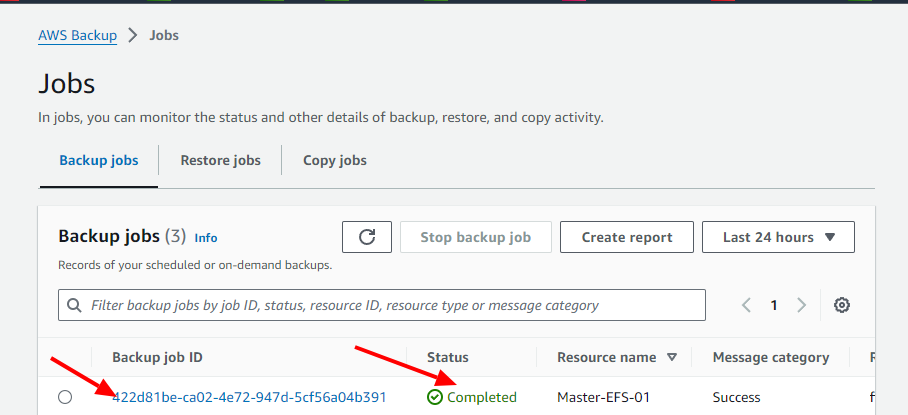 AWS Backup > Jobs
Jobs
In jobs, you can monitor the status and other details of backup, restore, and copy activity.
Backup jobs Restore jobs Copy jobs
Backup jobs (3) Info Stop backup job Create report Last 24 hours
Records of your scheduled or on-demand backups.
Filter backup jobs by job ID, status, resource ID, resource type or message category 1
Backup job ID Status Resource name Message category
422d81be-ca02-4e72-947d-5cf56a04b391 Completed Master-EFS-01 Success